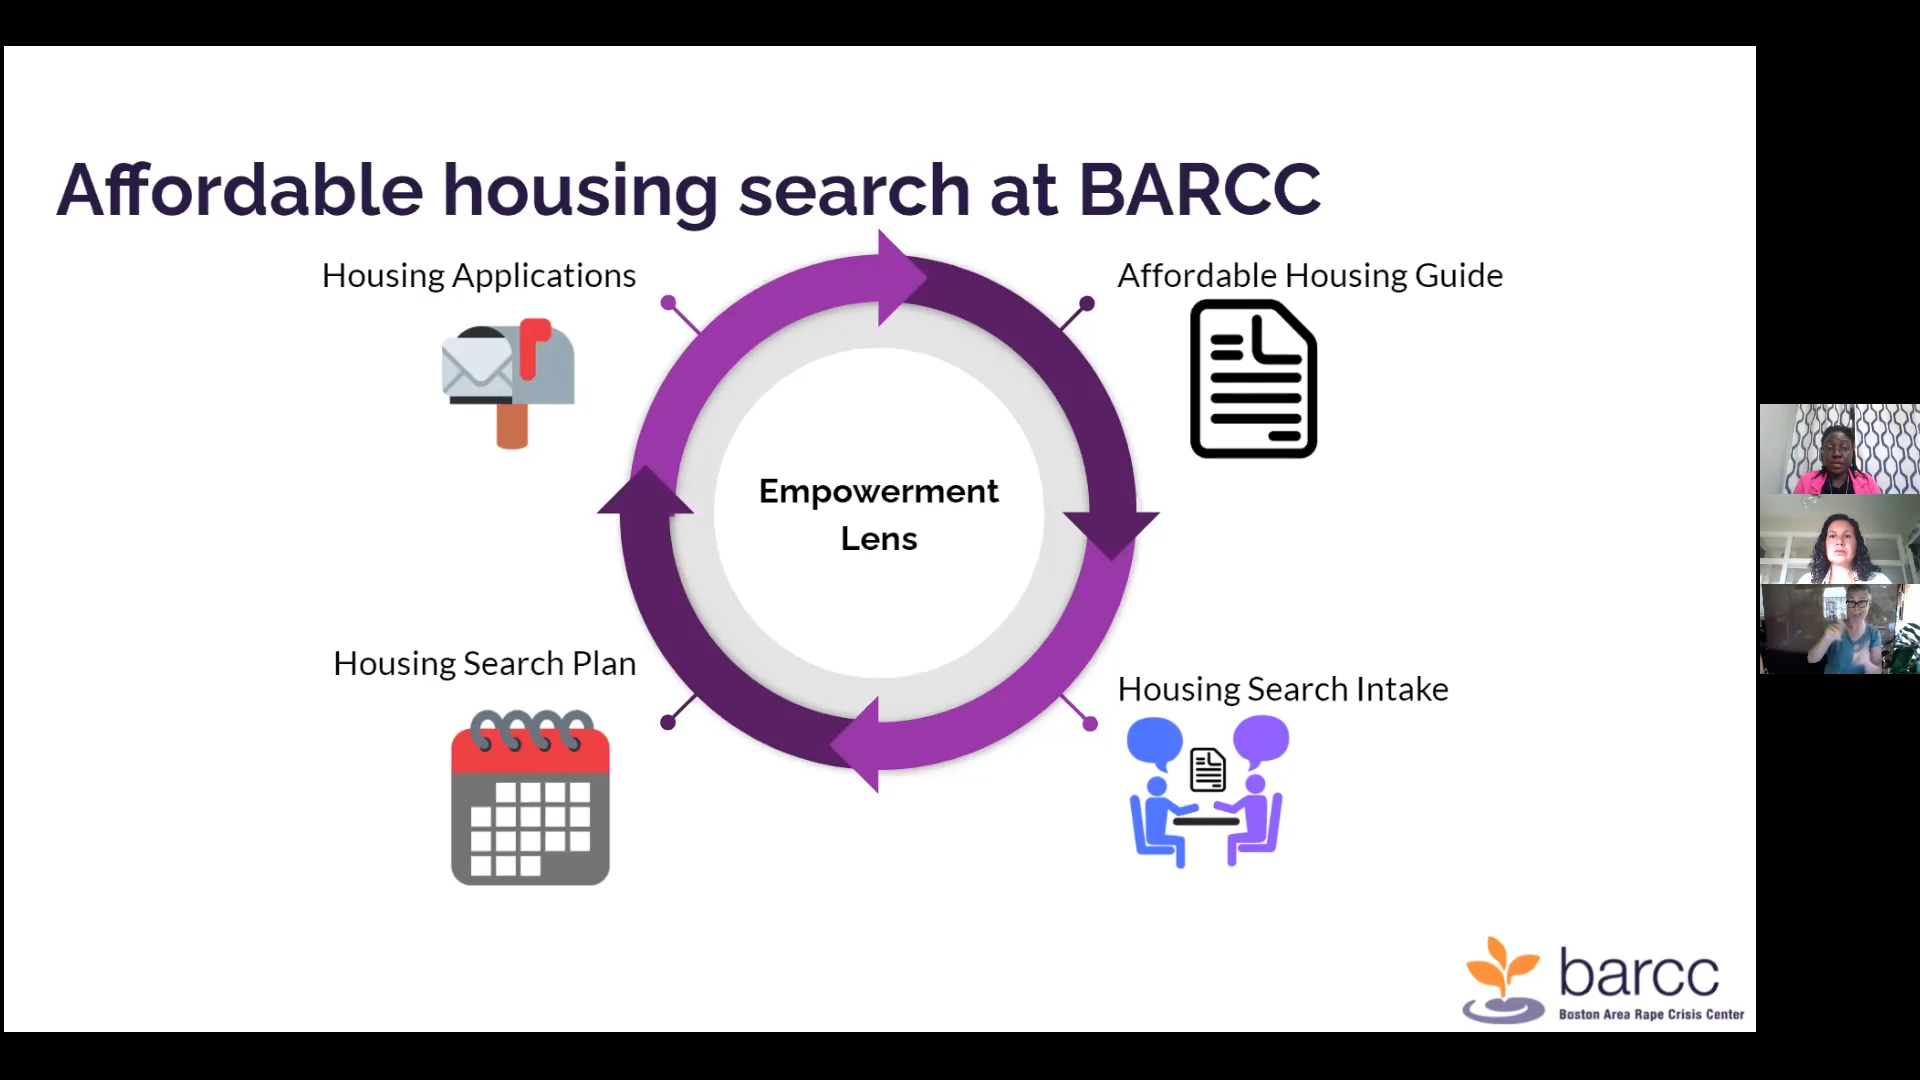 Affordable housing search at BARCC
Housing Applications
Affordable Housing Guide
Empowerment
Lens
Housing Search Plan
Housing Search Intake
barcc
Boston Area Rape Crisis Center